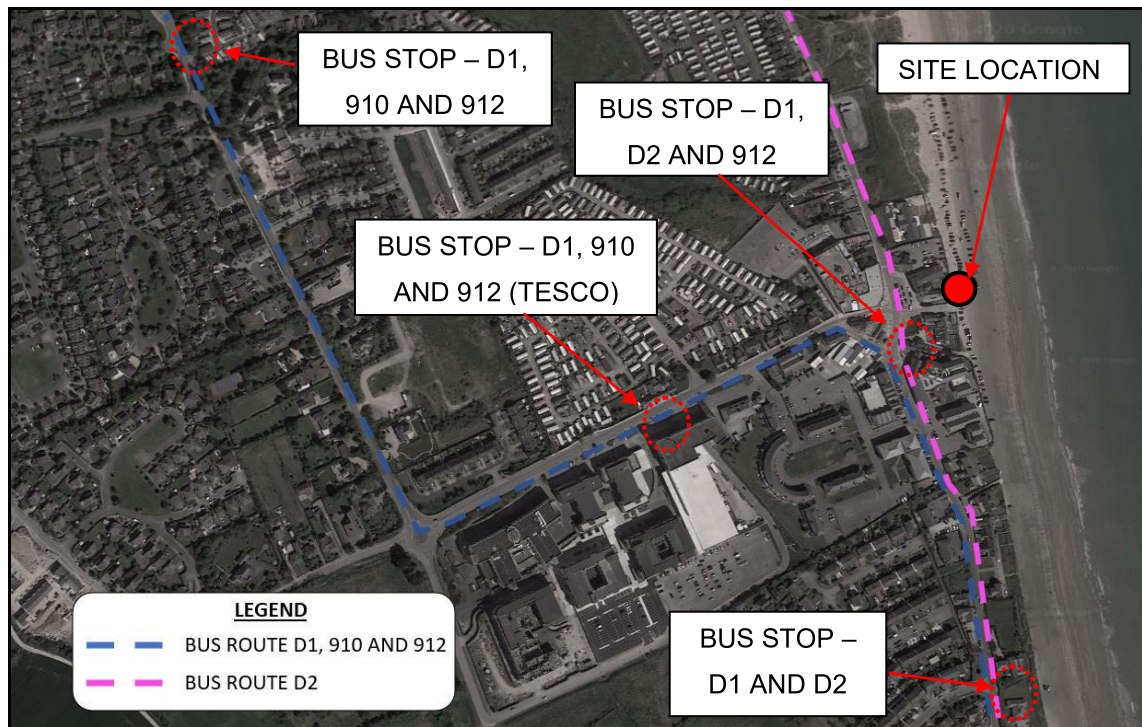 BUS STOP – D1,
910 AND 912
BUS STOP – D1,
D2 AND 912
SITE LOCATION
BUS STOP – D1, 910
AND 912 (TESCO)
LEGEND
BUS ROUTE D1, 910 AND 912
BUS ROUTE D2
BUS STOP –
D1 AND D2